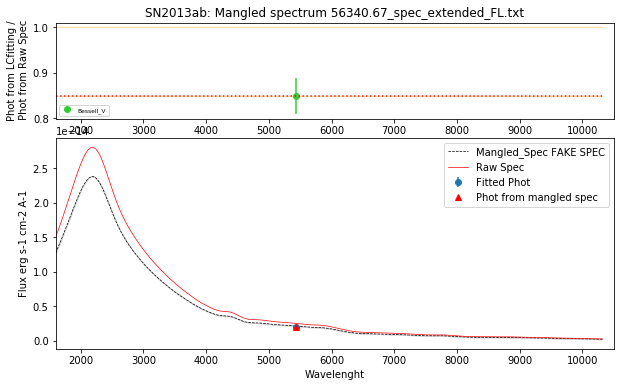 SN2013ab: Mangled spectrum 56340.67_spec_extended_FL.txt
Phot from LCfitting /
Phot from Raw Spec
1.0
0.9
0.8
Bessell_V
2000 3000 4000 5000 6000 7000 8000 9000 10000
1e−14
Flux erg s-1 cm-2 A-1
2.5
2.0
1.5
1.0
0.5
0.0
Mangled_Spec FAKE SPEC
Raw Spec
Fitted Phot
Phot from mangled spec
2000 3000 4000 5000 6000 7000 8000 9000 10000
Wavelenght